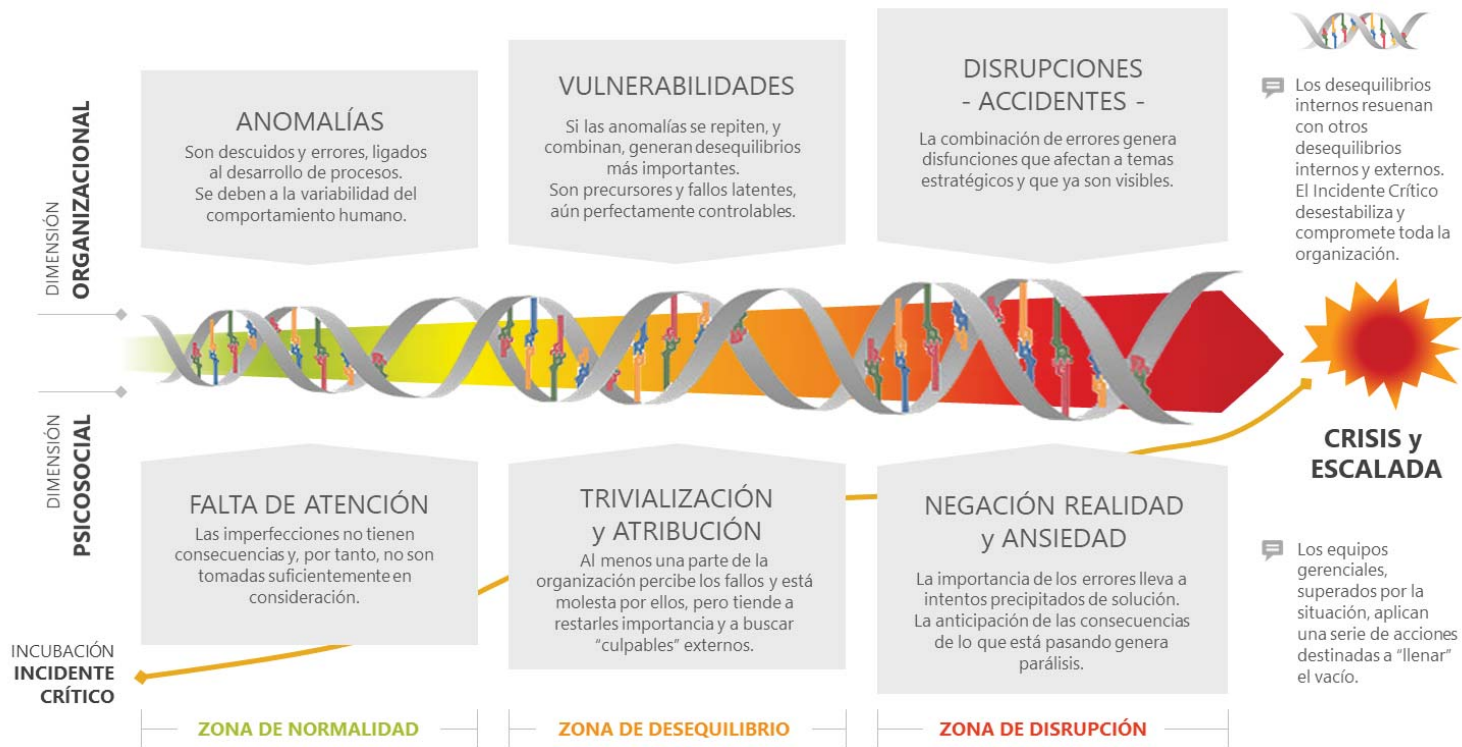 DIMENSIÓN
ORGANIZACIONAL
ANOMALÍAS
Son descuidos y errores, ligados
al desarrollo de procesos.
Se deben a la variabilidad del
comportamiento humano.
VULNERABILIDADES
Si las anomalías se repiten, y
combinan, generan desequilibrios
más importantes.
Son precursores y fallos latentes,
aún perfectamente controlables.
DISRUPCIONES
- ACCIDENTES -
La combinación de errores genera
disfunciones que afectan a temas
estratégicos y que ya son visibles.
Los desequilibrios
internos resuenan
con otros
desequilibrios
internos y externos.
El Incidente Crítico
desestabiliza y
compromete toda la
organización.
DIMENSIÓN
PSICOSOCIAL
FALTA DE ATENCIÓN
Las imperfecciones no tienen
consecuencias y, por tanto, no son
tomadas suficientemente en
consideración.
TRIVIALIZACIÓN
y ATRIBUCIÓN
Al menos una parte de la
organización percibe los fallos y está
molesta por ellos, pero tiende a
restarles importancia y a buscar
“culpables” externos.
NEGACIÓN REALIDAD
y ANSIEDAD
La importancia de los errores lleva a
intentos precipitados de solución.
La anticipación de las consecuencias
de lo que está pasando genera
parálisis.
CRISIS y
ESCALADA
Los equipos
gerenciales,
superados por la
situación, aplican
una serie de acciones
destinadas a “llenar”
el vacío.
INCUBACIÓN
INCIDENTE
CRÍTICO
ZONA DE NORMALIDAD
ZONA DE DESEQUILIBRIO
ZONA DE DISRUPCIÓN